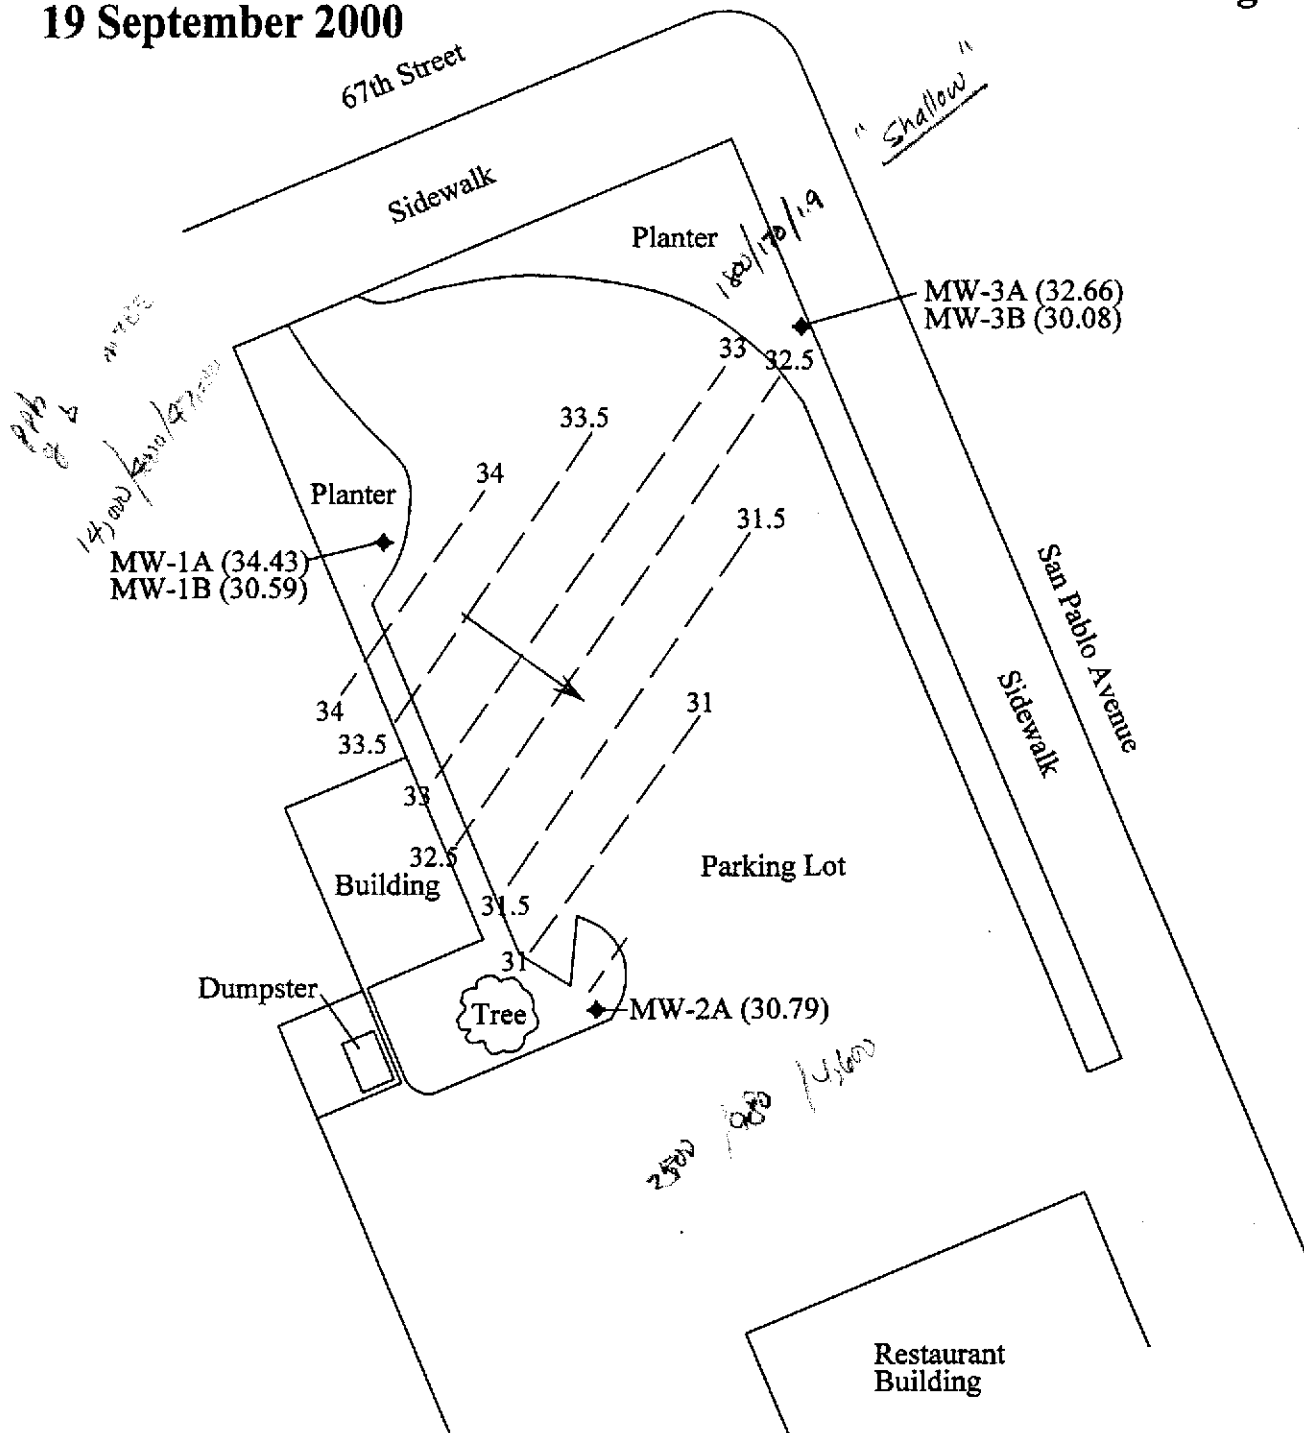 19 September 2000
g
67th Street
"Shallow"
Sidewalk
Planter
1800/170/1.9
MW-3A (32.66)
MW-3B (30.08)
33
32.5
33.5
34
Planter
31.5
MW-1A (34.43)
MW-1B (30.59)
San Pablo Avenue
Sidewalk
34
31
33.5
33
32.5
Building
Parking Lot
31.5
31
Dumpster
Tree
MW-2A (30.79)
Restaurant
Building